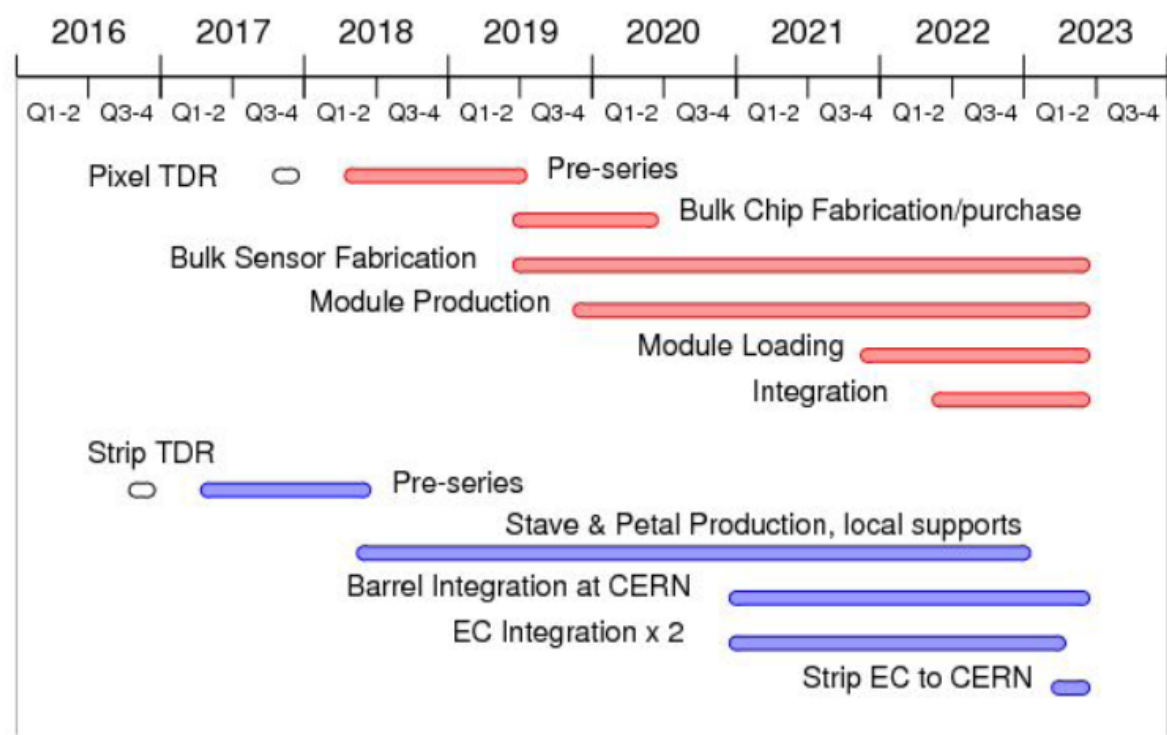 2016 2017 2018 2019 2020 2021 2022 2023
Q1-2 Q3-4 Q1-2 Q3-4 Q1-2 Q3-4 Q1-2 Q3-4 Q1-2 Q3-4 Q1-2 Q3-4 Q1-2 Q3-4 Q1-2 Q3-4
Pixel TDR Pre-series
Bulk Chip Fabrication/purchase
Bulk Sensor Fabrication
Module Production
Module Loading
Integration
Strip TDR
Pre-series
Stave & Petal Production, local supports
Barrel Integration at CERN
EC Integration x 2
Strip EC to CERN